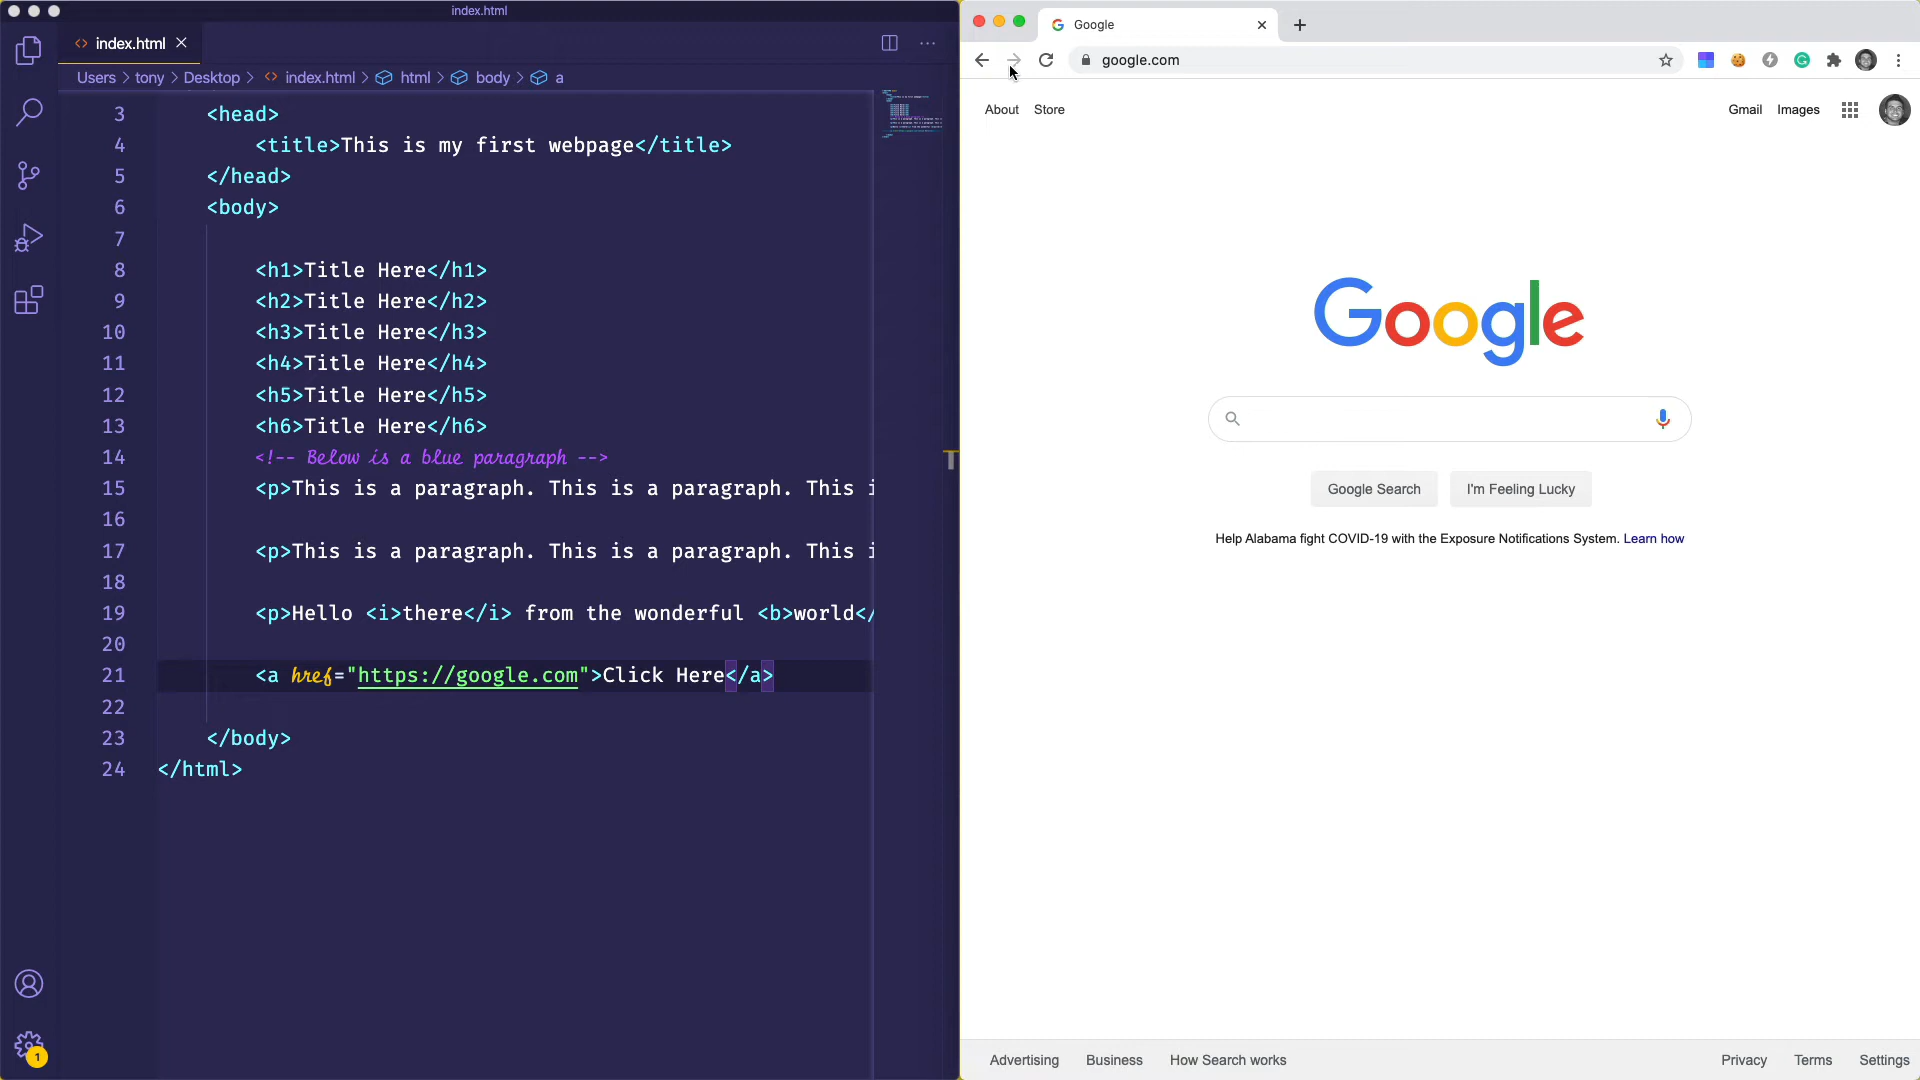 index.html
index.html
Users > tony > Desktop > index.html > html > body > a
3 <head>
4 <title>This is my first webpage</title>
5 </head>
6 <body>
7
8 <h1>Title Here</h1>
9 <h2>Title Here</h2>
10 <h3>Title Here</h3>
11 <h4>Title Here</h4>
12 <h5>Title Here</h5>
13 <h6>Title Here</h6>
14 <!-- Below is a blue paragraph -->
15 <p>This is a paragraph. This is a paragraph. This i
16
17 <p>This is a paragraph. This is a paragraph. This i
18
19 <p>Hello <i>there</i> from the wonderful <b>world</
20
21 <a href="https://google.com">Click Here</a>
22
23 </body>
24 </html>
1
Google
google.com
About Store
Gmail Images
Google
Google Search I'm Feeling Lucky
Help Alabama fight COVID-19 with the Exposure Notifications System. Learn how
Advertising Business How Search works
Privacy Terms Settings